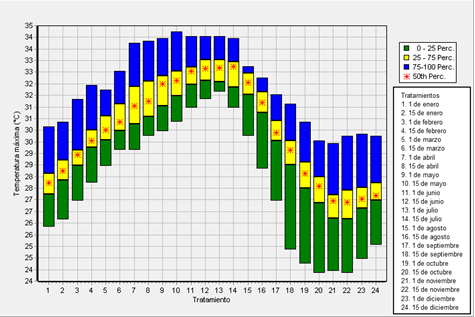 35
34
33
32
31
30
29
28
27
26
25
24
Temperatura máxima (°C)
1 2 3 4 5 6 7 8 9 10 11 12 13 14 15 16 17 18 19 20 21 22 23 24
Tratamiento
0 - 25 Perc.
25 - 75 Perc.
75-100 Perc.
50th Perc.
Tratamientos
1. 1 de enero
2. 15 de enero
3. 1 de febrero
4. 15 de febrero
5. 1 de marzo
6. 15 de marzo
7. 1 de abril
8. 15 de abril
9. 1 de mayo
10. 15 de mayo
11. 1 de junio
12. 15 de junio
13. 1 de julio
14. 15 de julio
15. 1 de agosto
16. 15 de agosto
17. 1 de septiembre
18. 15 de septiembre
19. 1 de octubre
20. 15 de octubre
21. 1 de noviembre
22. 15 de noviembre
23. 1 de diciembre
24. 15 de diciembre